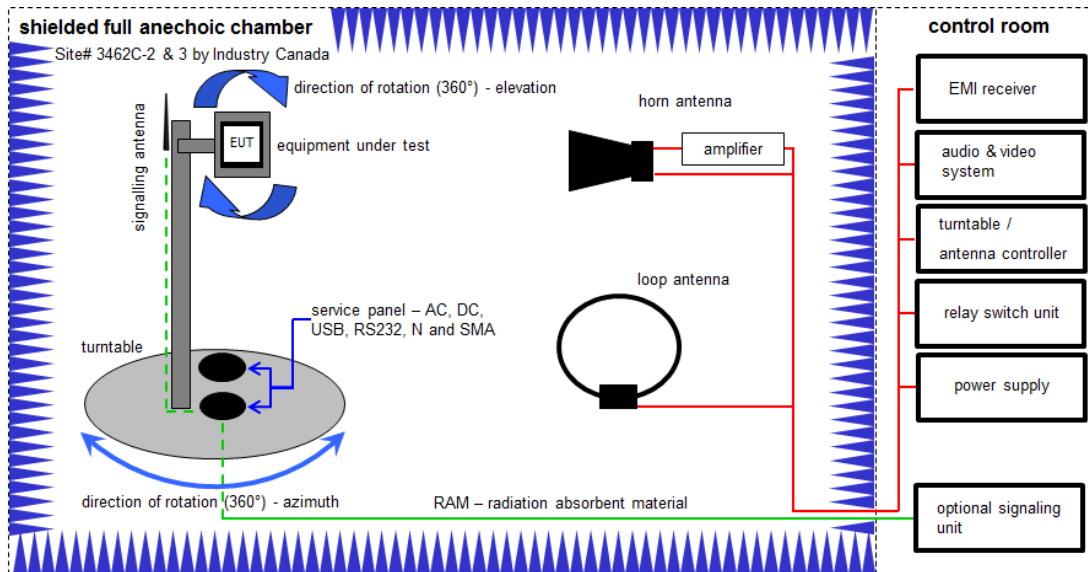 shielded full anechoic chamber
Site# 3462C-2 & 3 by Industry Canada
direction of rotation (360°) - elevation
signalling antenna
EUT
equipment under test
horn antenna
amplifier
loop antenna
service panel – AC, DC,
USB, RS232, N and SMA
turntable
direction of rotation (360°) - azimuth
RAM – radiation absorbent material
control room
EMI receiver
audio & video
system
turntable /
antenna controller
relay switch unit
power supply
optional signaling
unit